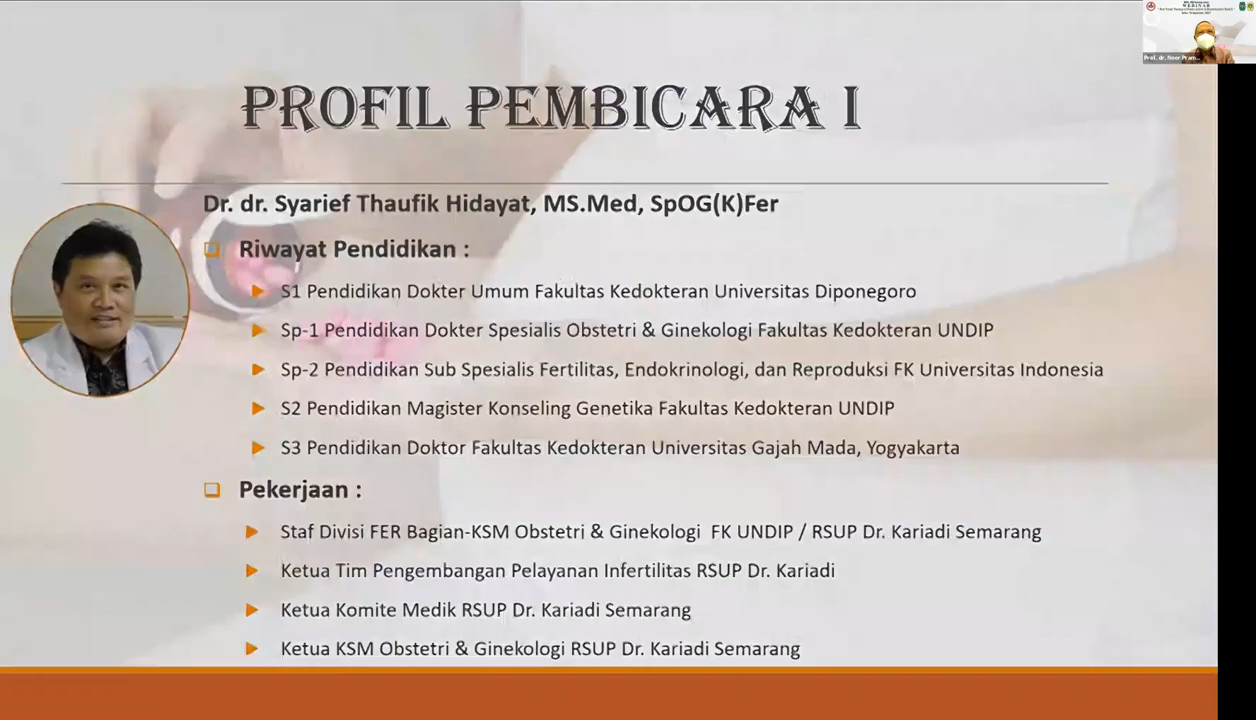 WEBINAR
Prof. dr. Noor Pram...
PROFIL PEMBICARA I
Dr. dr. Syarief Thaufik Hidayat, MS.Med, SpOG(K)Fer
Riwayat Pendidikan :
S1 Pendidikan Dokter Umum Fakultas Kedokteran Universitas Diponegoro
Sp-1 Pendidikan Dokter Spesialis Obstetri & Ginekologi Fakultas Kedokteran UNDIP
Sp-2 Pendidikan Sub Spesialis Fertilitas, Endokrinologi, dan Reproduksi FK Universitas Indonesia
S2 Pendidikan Magister Konseling Genetika Fakultas Kedokteran UNDIP
S3 Pendidikan Doktor Fakultas Kedokteran Universitas Gajah Mada, Yogyakarta
Pekerjaan :
Staf Divisi FER Bagian-KSM Obstetri & Ginekologi FK UNDIP / RSUP Dr. Kariadi Semarang
Ketua Tim Pengembangan Pelayanan Infertilitas RSUP Dr. Kariadi
Ketua Komite Medik RSUP Dr. Kariadi Semarang
Ketua KSM Obstetri & Ginekologi RSUP Dr. Kariadi Semarang